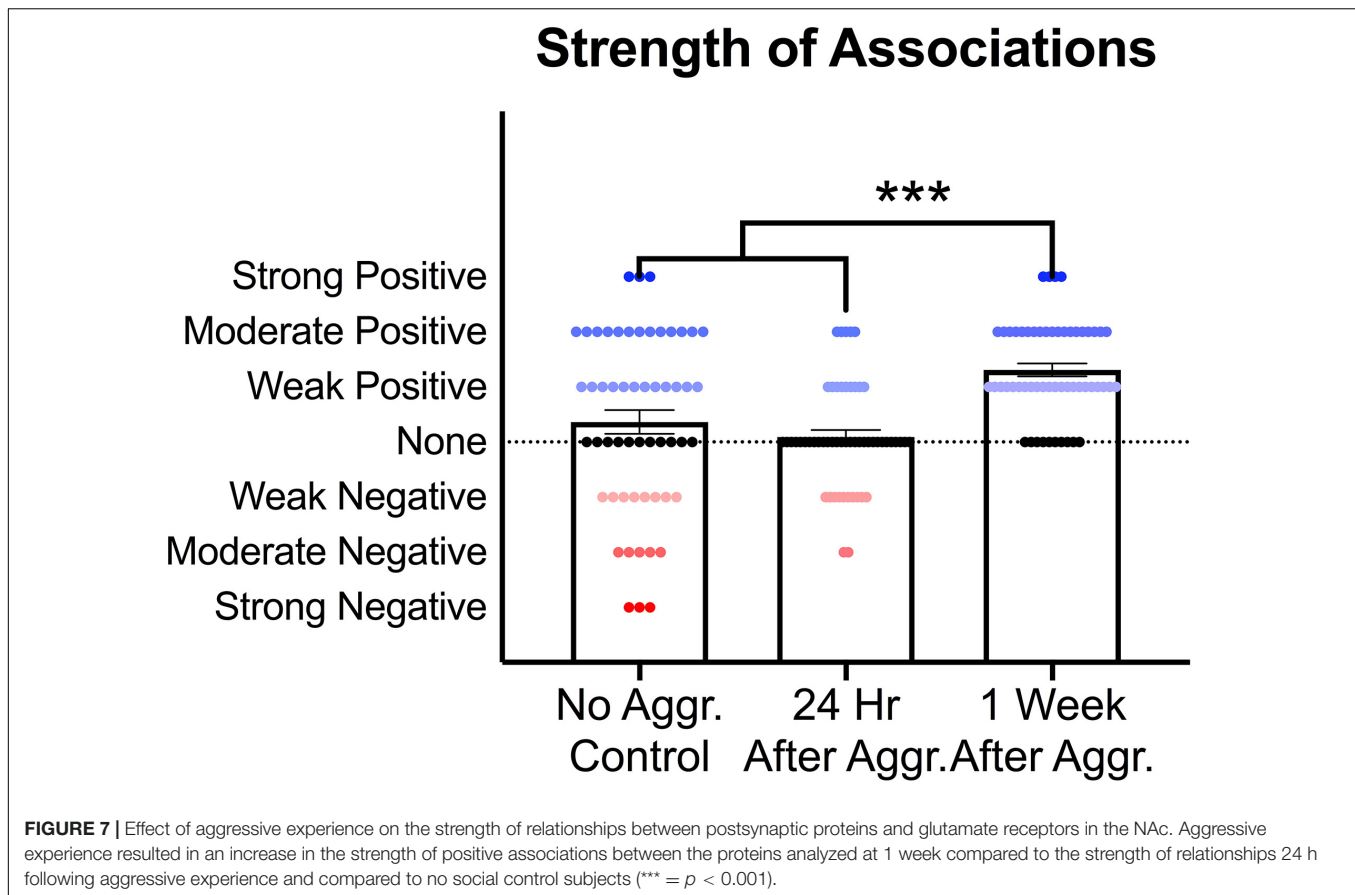 Strength of Associations
***
Strong Positive
Moderate Positive
Weak Positive
None
Weak Negative
Moderate Negative
Strong Negative
No Aggr. Control
24 Hr After Aggr.
1 Week After Aggr.
FIGURE 7 | Effect of aggressive experience on the strength of relationships between postsynaptic proteins and glutamate receptors in the NAc. Aggressive
experience resulted in an increase in the strength of positive associations between the proteins analyzed at 1 week compared to the strength of relationships 24 h
following aggressive experience and compared to no social control subjects (*** = p < 0.001).